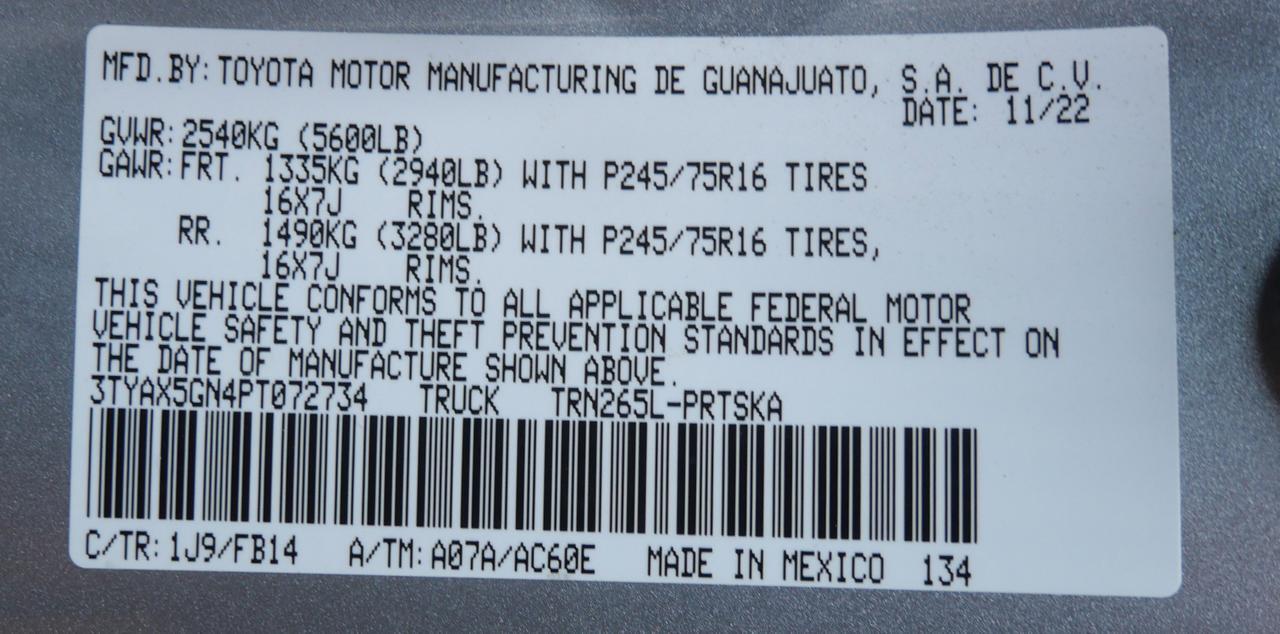 MFD.BY:TOYOTA MOTOR MANUFACTURING DE GUANAJUATO, S.A. DE C.V.
DATE: 11/22
GVWR:2540KG (5600LB)
GAWR:FRT. 1335KG (2940LB) WITH P245/75R16 TIRES
16X7J RIMS.
RR. 1490KG (3280LB) WITH P245/75R16 TIRES,
16X7J RIMS.
THIS VEHICLE CONFORMS TO ALL APPLICABLE FEDERAL MOTOR
VEHICLE SAFETY AND THEFT PREVENTION STANDARDS IN EFFECT ON
THE DATE OF MANUFACTURE SHOWN ABOVE.
3TYAX5GN4PT072734 TRUCK TRN265L-PRTSKA
C/TR:1J9/FB14 A/TM:A07A/AC60E MADE IN MEXICO 134